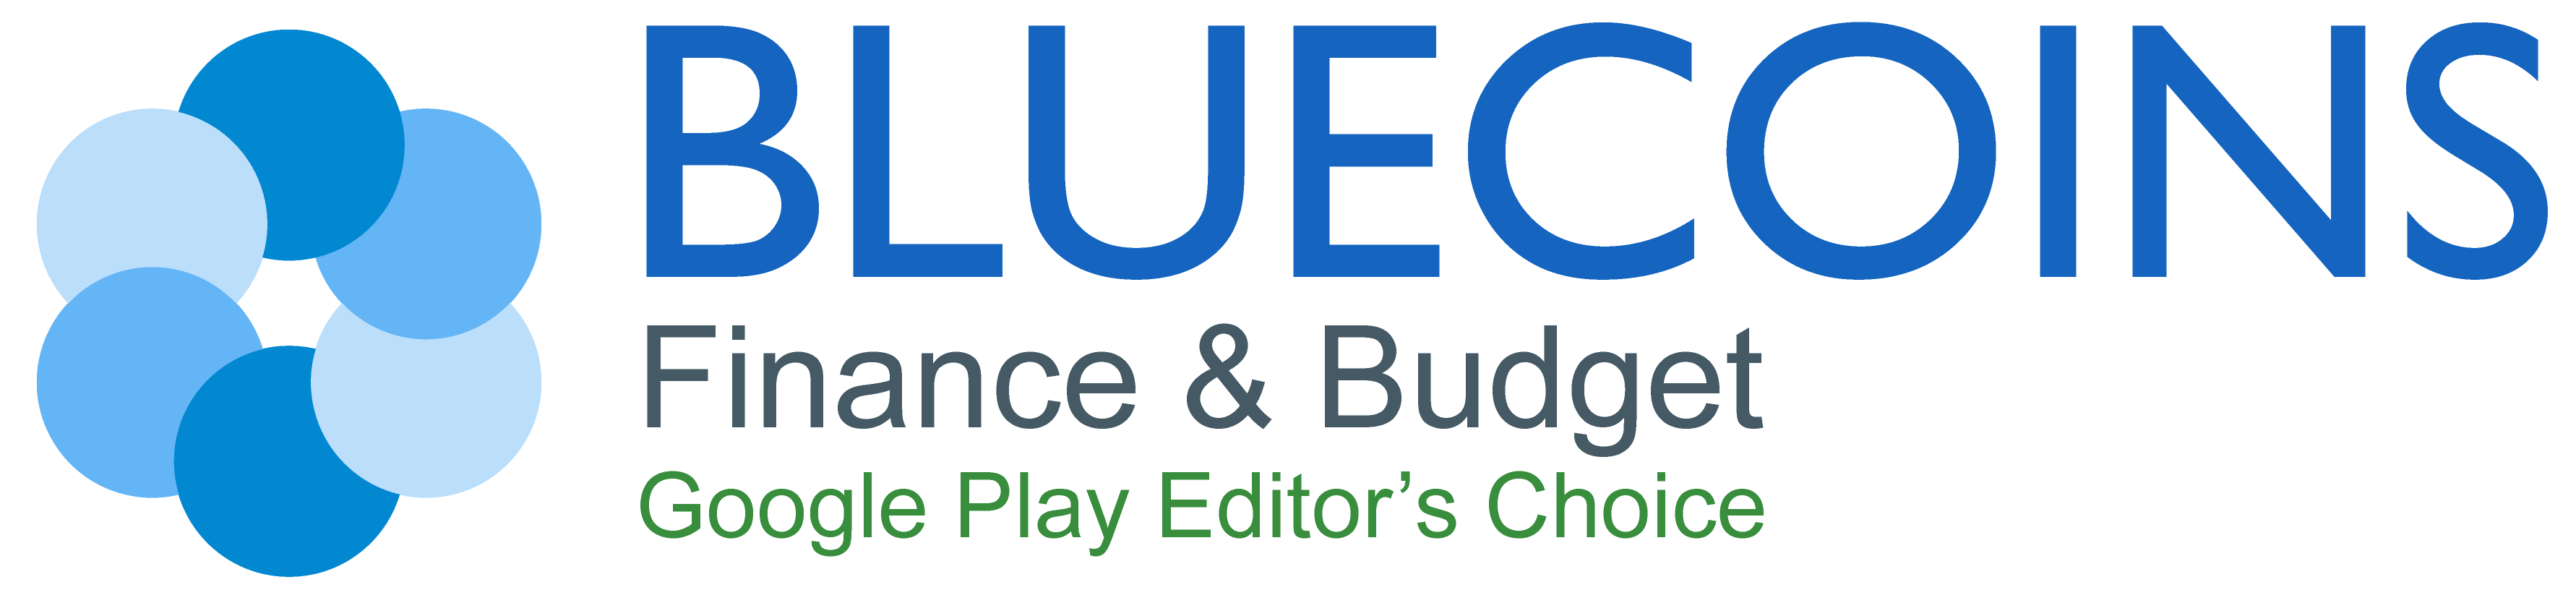 BLUECOINS
Finance & Budget
Google Play Editor’s Choice